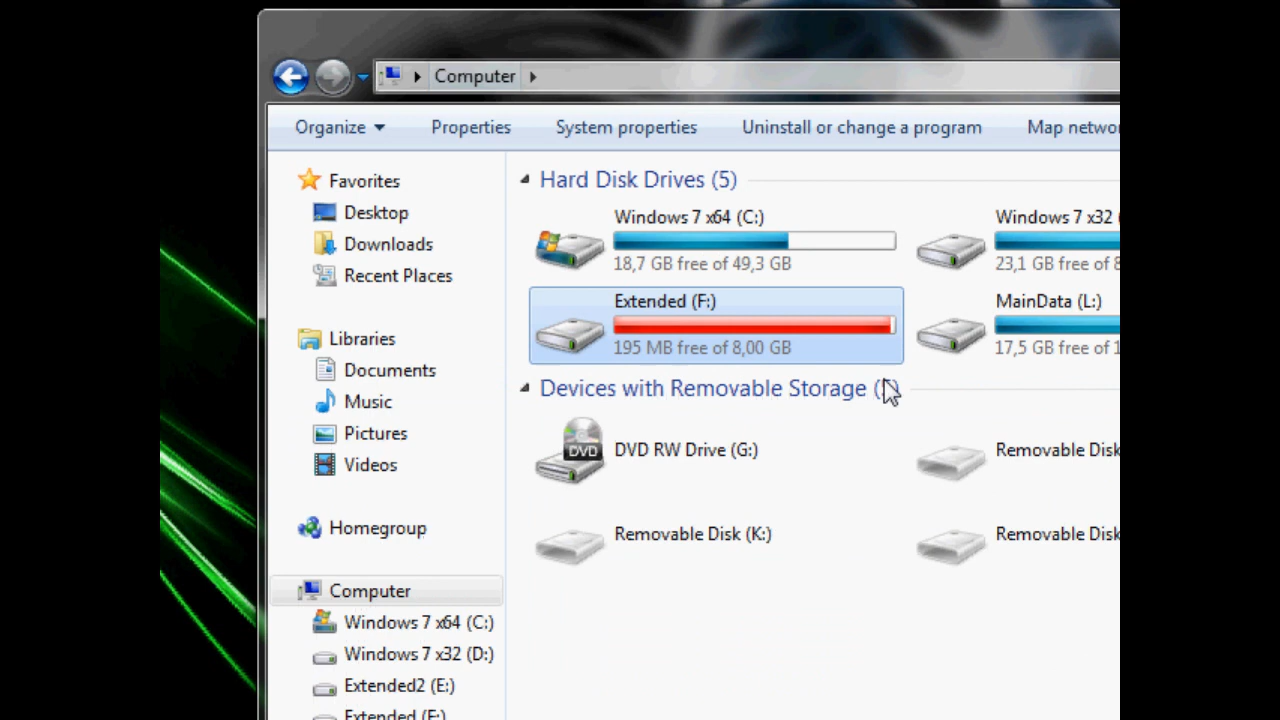 Computer
Organize Properties System properties Uninstall or change a program Map netwo
Favorites
Desktop
Downloads
Recent Places
Libraries
Documents
Music
Pictures
Videos
Homegroup
Computer
Windows 7 x64 (C:)
Windows 7 x32 (D:)
Extended2 (E:)
Extended (F:)
Hard Disk Drives (5)
Windows 7 x64 (C:)
18,7 GB free of 49,3 GB
Windows 7 x32 (
23,1 GB free of 8
Extended (F:)
195 MB free of 8,00 GB
MainData (L:)
17,5 GB free of 1
Devices with Removable Storage (
DVD
DVD RW Drive (G:)
Removable Disk
Removable Disk (K:)
Removable Disk